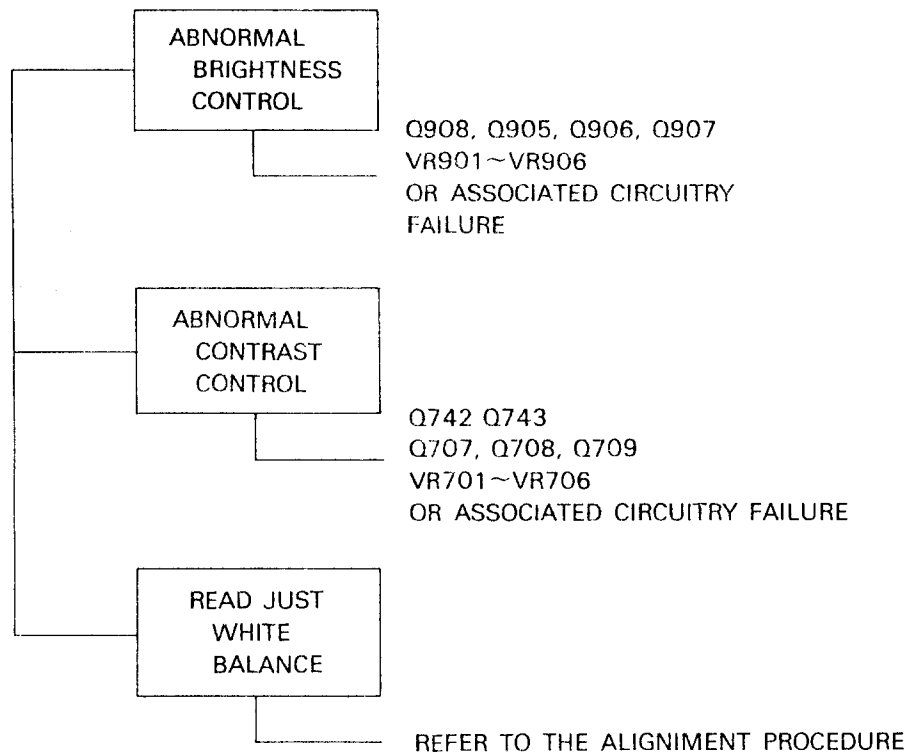 ABNORMAL
BRIGHTNESS
CONTROL
Q908, Q905, Q906, Q907
VR901~VR906
OR ASSOCIATED CIRCUITRY
FAILURE
ABNORMAL
CONTRAST
CONTROL
Q742 Q743
Q707, Q708, Q709
VR701~VR706
OR ASSOCIATED CIRCUITRY FAILURE
READ JUST
WHITE
BALANCE
REFER TO THE ALIGNIMENT PROCEDURE